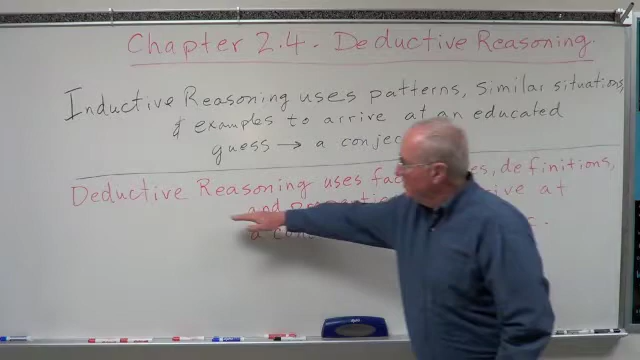 Chapter 2.4 - Deductive Reasoning.
Inductive Reasoning uses patterns, similar situations,
& examples to arrive at an educated
guess → a conjec
Deductive Reasoning uses fac es, definitions,
and at
a